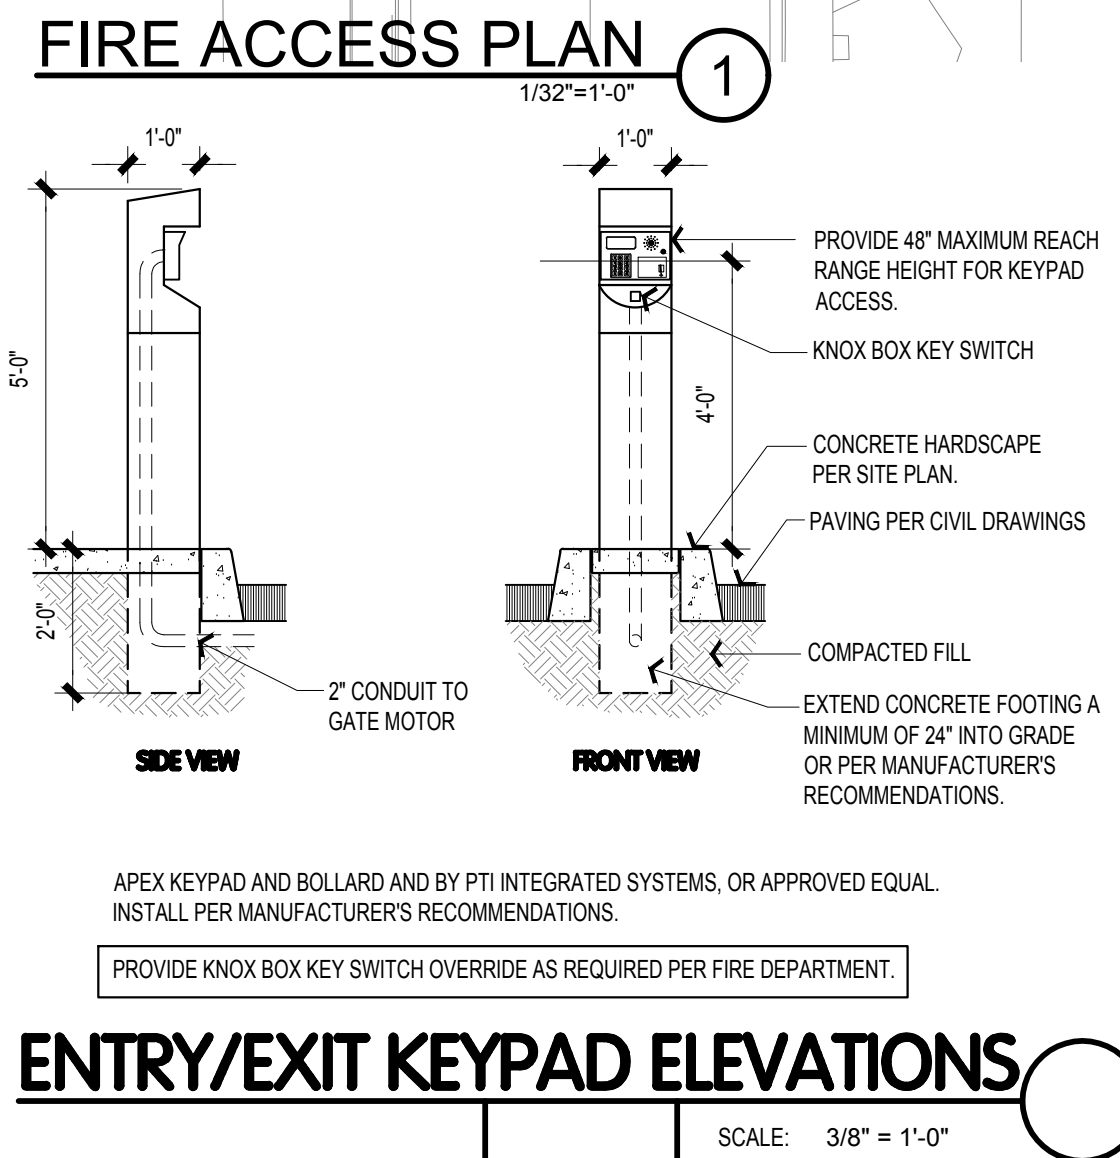 FIRE ACCESS PLAN
1
1/32"=1'-0"
1'-0"
1'-0"
5'-0"
2'-0"
4'-0"
PROVIDE 48" MAXIMUM REACH
RANGE HEIGHT FOR KEYPAD
ACCESS.
KNOX BOX KEY SWITCH
CONCRETE HARDSCAPE
PER SITE PLAN.
PAVING PER CIVIL DRAWINGS
COMPACTED FILL
2" CONDUIT TO
GATE MOTOR
EXTEND CONCRETE FOOTING A
MINIMUM OF 24" INTO GRADE
OR PER MANUFACTURER'S
RECOMMENDATIONS.
SIDE VIEW
FRONT VIEW
APEX KEYPAD AND BOLLARD AND BY PTI INTEGRATED SYSTEMS, OR APPROVED EQUAL.
INSTALL PER MANUFACTURER'S RECOMMENDATIONS.
PROVIDE KNOX BOX KEY SWITCH OVERRIDE AS REQUIRED PER FIRE DEPARTMENT.
ENTRY/EXIT KEYPAD ELEVATIONS
SCALE: 3/8" = 1'-0"